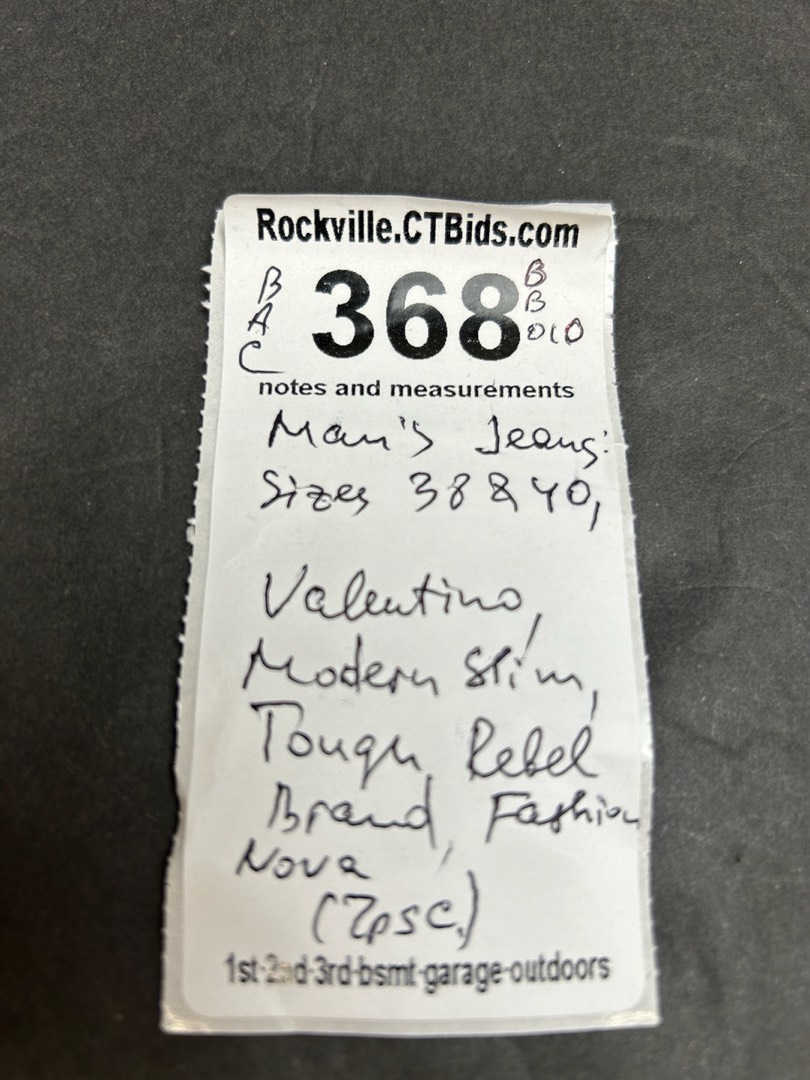 Rockville.CTBids.com
B
A
C
368
B
B
010
notes and measurements
Man's Jeans:
Sizes 38 & 40,
Valentino,
Modern Slim,
Tough, Rebel
Brand, Fashion
Nova
(7psc.)
1st-2nd-3rd-bsmt-garage-outdoors